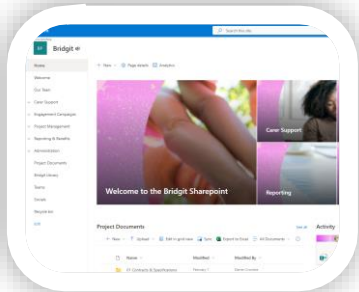 Search this site
Bridgit
Home
+ New Page details Analytics
Welcome
Our Team
Carer Support
Engagement Campaigns
Project Management
Reporting & Benefits
Administration
Project Documents
Bridgit Library
Teams
Carer Support
Welcome to the Bridgit Sharepoint
Reporting
Recycle bin
Edit
Project Documents
See all
Activity
+ New Upload Edit in grid view Sync Export to Excel All Documents
Name Modified Modified By